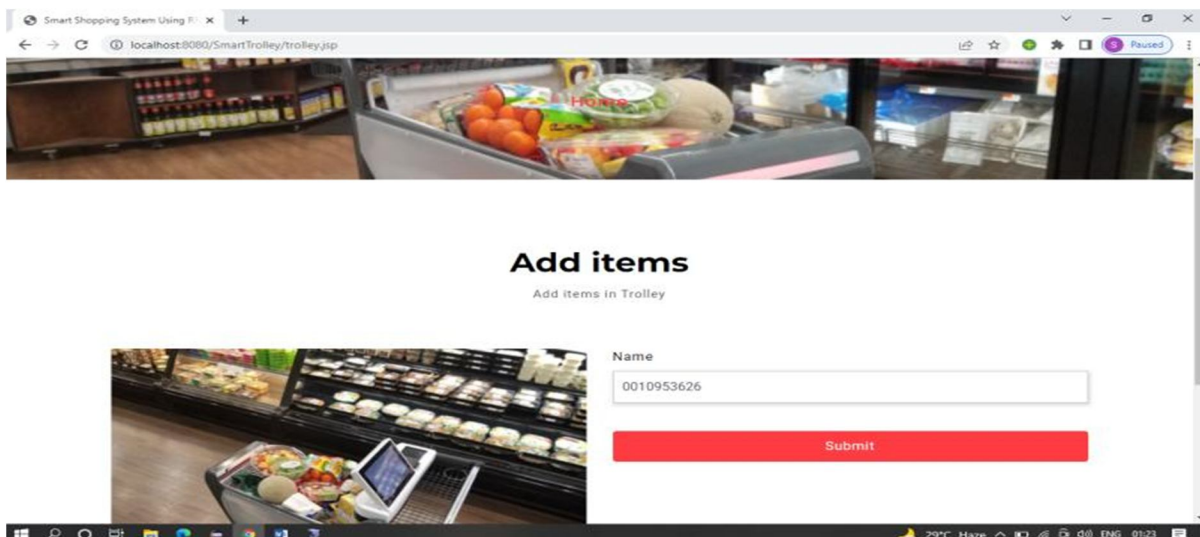 Smart Shopping System Using R
localhost:8080/SmartTrolley/trolley.jsp
S Paused
Home
Add items
Add items in Trolley
Name
0010953626
Submit
29°C Haze
ENG
01:23